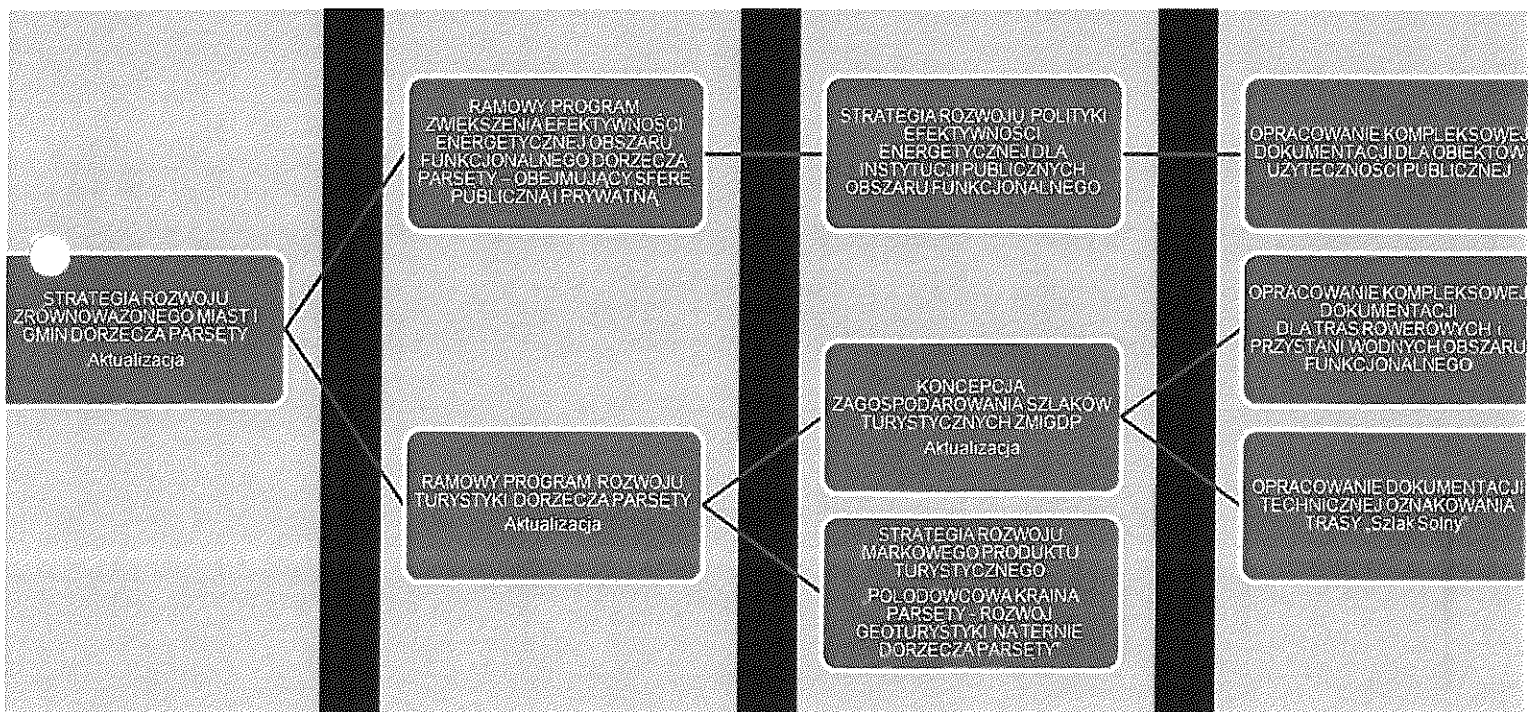 STRATEGIA ROZWOJU
ZRÓWNOWAŻONEGO MIAST I
GMIN DORZECZA PARSĘTY
Aktualizacja
RAMOWY PROGRAM
ZWIĘKSZENIA EFEKTYWNOŚCI
ENERGETYCZNEJ OBSZARU
FUNKCJONALNEGO DORZECZA
PARSĘTY – OBEJMUJĄCY SFERĘ
PUBLICZNĄ I PRYWATNĄ
RAMOWY PROGRAM ROZWOJU
TURYSTYKI DORZECZA PARSĘTY
Aktualizacja
STRATEGIA ROZWOJU POLITYKI
EFEKTYWNOŚCI
ENERGETYCZNEJ DLA
INSTYTUCJI PUBLICZNYCH
OBSZARU FUNKCJONALNEGO
KONCEPCJA
ZAGOSPODAROWANIA SZLAKÓW
TURYSTYCZNYCH ZMIGDP
Aktualizacja
STRATEGIA ROZWOJU
MARKOWEGO PRODUKTU
TURYSTYCZNEGO
„POLODOWCOWA KRAINA
PARSĘTY - ROZWÓJ
GEOTURYSTYKI NA TERNIE
DORZECZA PARSĘTY"
OPRACOWANIE KOMPLEKSOWEJ
DOKUMENTACJI DLA OBIEKTÓW
UŻYTECZNOŚCI PUBLICZNEJ
OPRACOWANIE KOMPLEKSOWEJ
DOKUMENTACJI
DLA TRAS ROWEROWYCH i
PRZYSTANI WODNYCH OBSZARU
FUNKCJONALNEGO
OPRACOWANIE DOKUMENTACJI
TECHNICZNEJ OZNAKOWANIA
TRASY „Szlak Solny"